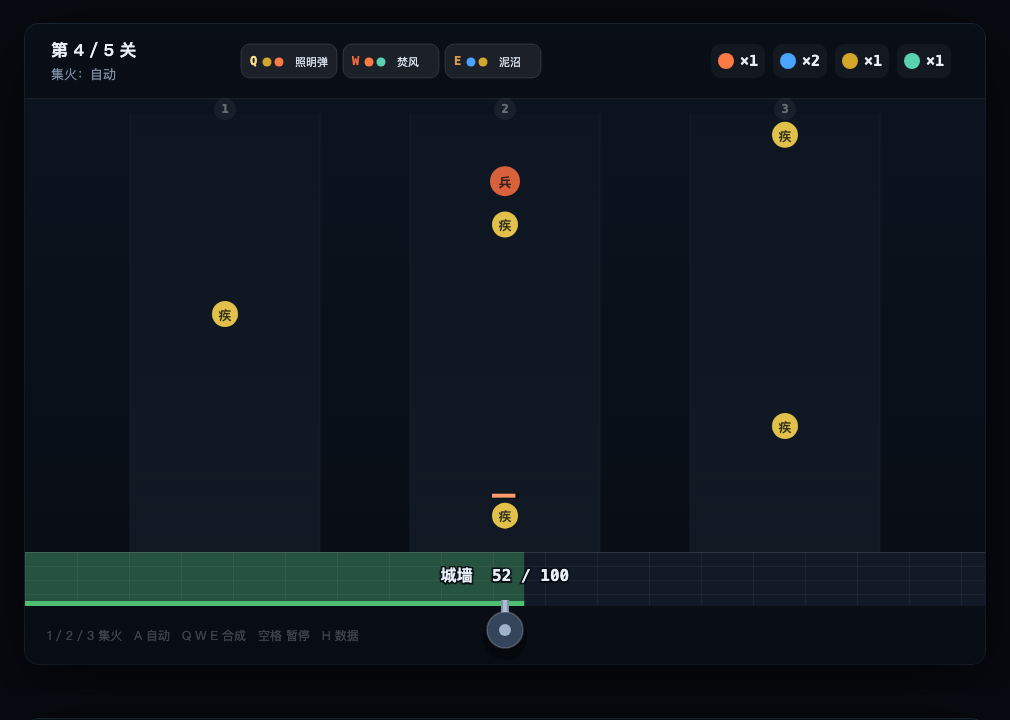 第 4 / 5 关
集火: 自动
Q 照明弹
W 焚风
E 泥沼
×1
×2
×1
×1
1
2
3
疾
兵
疾
疾
疾
疾
城墙 52 / 100
1 / 2 / 3 集火 A 自动 Q W E 合成 空格 暂停 H 数据